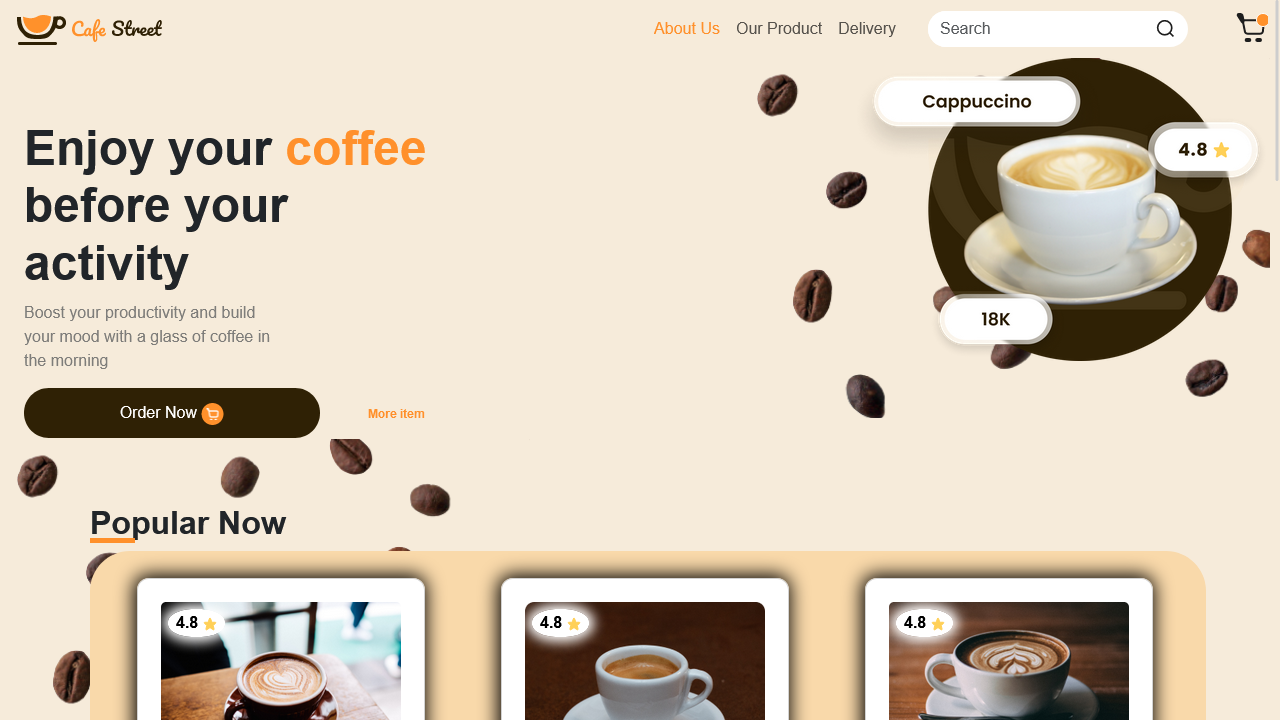 Cafe Street
About Us
Our Product
Delivery
Search
Enjoy your coffee
before your
activity
Boost your productivity and build
your mood with a glass of coffee in
the morning
Order Now
More item
Cappuccino
4.8
18K
Popular Now
4.8
4.8
4.8